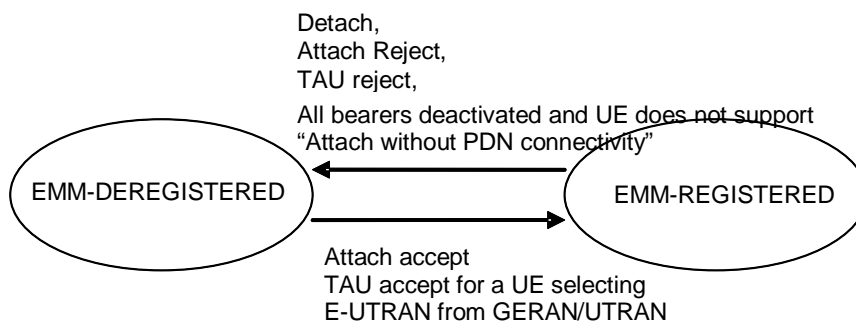 Detach,
Attach Reject,
TAU reject,
All bearers deactivated and UE does not support
“Attach without PDN connectivity”
EMM-DEREGISTERED
EMM-REGISTERED
Attach accept
TAU accept for a UE selecting
E-UTRAN from GERAN/UTRAN